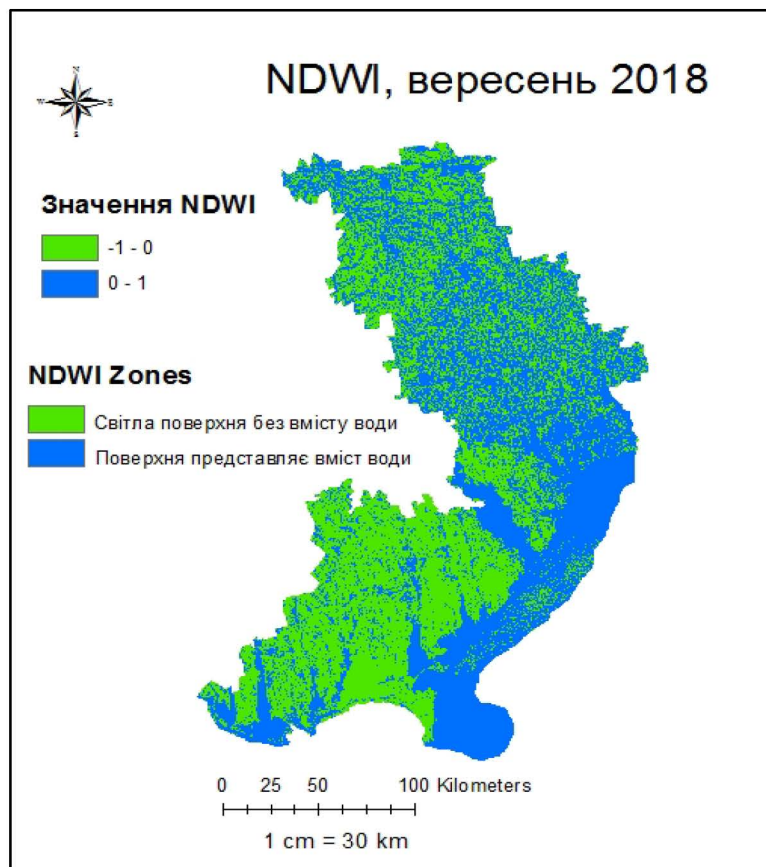 NDWI, вересень 2018
N
W
E
S
Значення NDWI
-1 - 0
0 - 1
NDWI Zones
Світла поверхня без вмісту води
Поверхня представляє вміст води
0 25 50 100 Kilometers
1 cm = 30 km